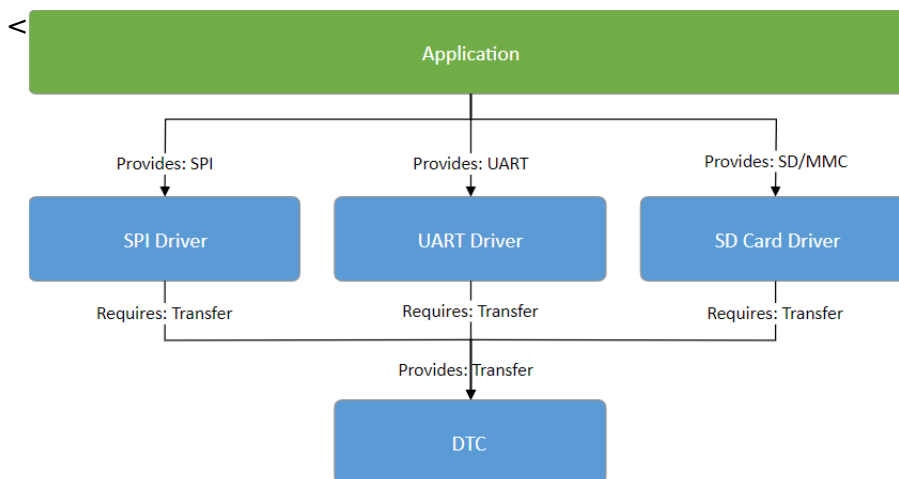 <
Application
Provides: SPI
Provides: UART
Provides: SD/MMC
SPI Driver
UART Driver
SD Card Driver
Requires: Transfer
Requires: Transfer
Requires: Transfer
Provides: Transfer
DTC